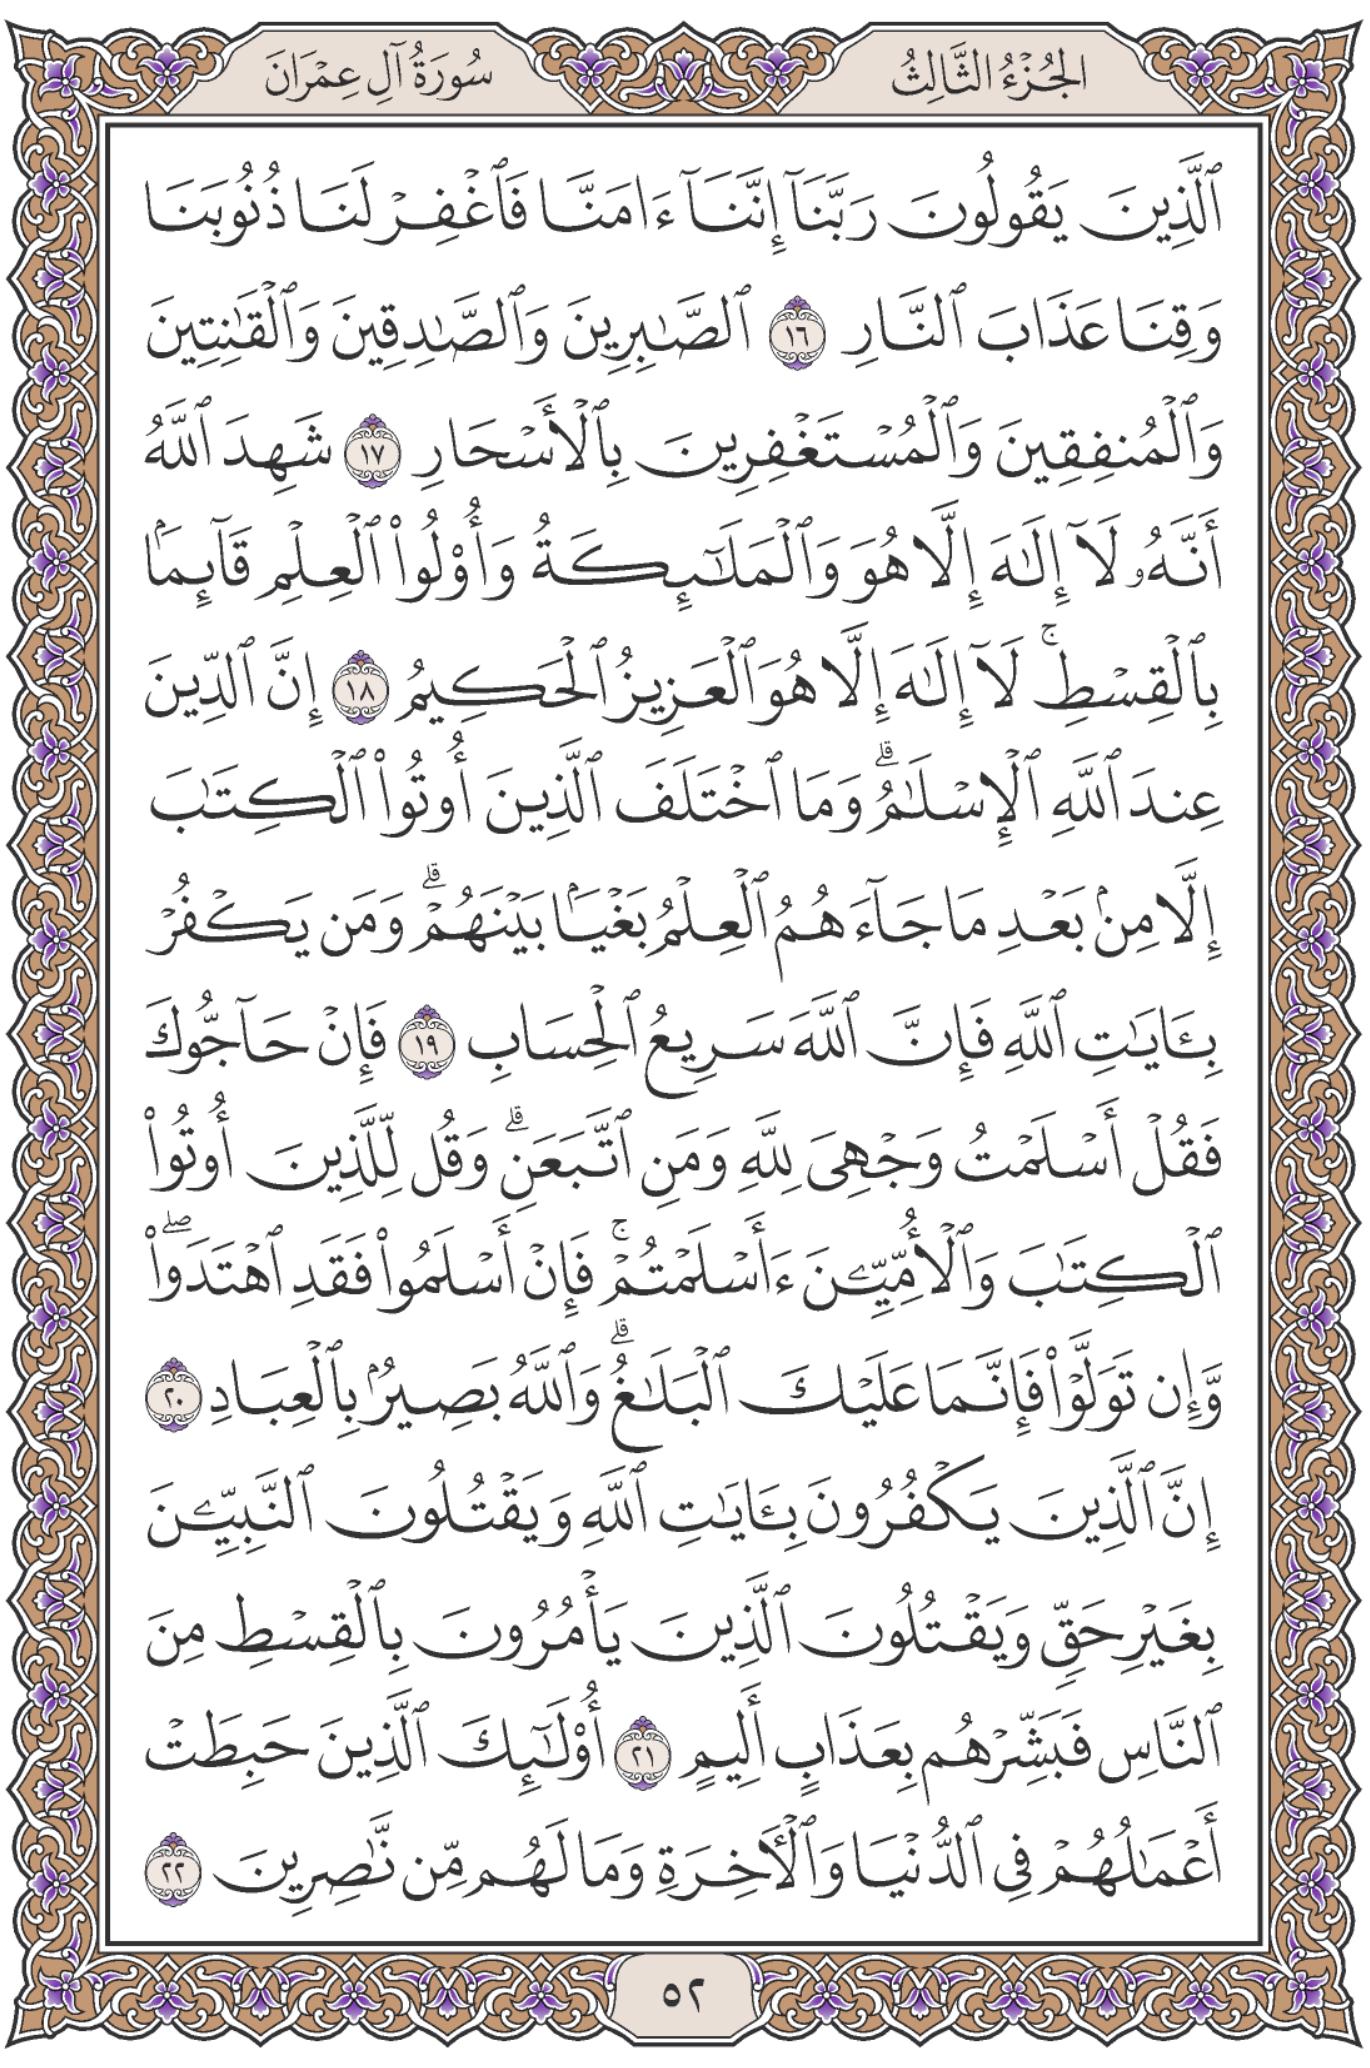 الجُزْءُ الثَّالِثُ
سُورَةُ آلِ عِمْرَانَ
ٱلَّذِينَ يَقُولُونَ رَبَّنَآ إِنَّنَآ ءَامَنَّا فَٱغْفِرْ لَنَا ذُنُوبَنَا
وَقِنَا عَذَابَ ٱلنَّارِ ١٦ ٱلصَّٰبِرِينَ وَٱلصَّٰدِقِينَ وَٱلْقَٰنِتِينَ
وَٱلْمُنفِقِينَ وَٱلْمُسْتَغْفِرِينَ بِٱلْأَسْحَارِ ١٧ شَهِدَ ٱللَّهُ
أَنَّهُۥ لَآ إِلَٰهَ إِلَّا هُوَ وَٱلْمَلَٰٓئِكَةُ وَأُو۟لُوا۟ ٱلْعِلْمِ قَآئِمَۢا
بِٱلْقِسْطِ ۚ لَآ إِلَٰهَ إِلَّا هُوَ ٱلْعَزِيزُ ٱلْحَكِيمُ ١٨ إِنَّ ٱلدِّينَ
عِندَ ٱللَّهِ ٱلْإِسْلَٰمُ ۗ وَمَا ٱخْتَلَفَ ٱلَّذِينَ أُوتُوا۟ ٱلْكِتَٰبَ
إِلَّا مِنۢ بَعْدِ مَا جَآءَهُمُ ٱلْعِلْمُ بَغْيَۢا بَيْنَهُمْ ۗ وَمَن يَكْفُرْ
بِـَٔايَٰتِ ٱللَّهِ فَإِنَّ ٱللَّهَ سَرِيعُ ٱلْحِسَابِ ١٩ فَإِنْ حَآجُّوكَ
فَقُلْ أَسْلَمْتُ وَجْهِىَ لِلَّهِ وَمَنِ ٱتَّبَعَنِ ۗ وَقُل لِّلَّذِينَ أُوتُوا۟
ٱلْكِتَٰبَ وَٱلْأُمِّيِّـۧنَ ءَأَسْلَمْتُمْ ۚ فَإِنْ أَسْلَمُوا۟ فَقَدِ ٱهْتَدَوا۟ ۖ
وَّإِن تَوَلَّوْا۟ فَإِنَّمَا عَلَيْكَ ٱلْبَلَٰغُ ۗ وَٱللَّهُ بَصِيرٌۢ بِٱلْعِبَادِ ٢٠
إِنَّ ٱلَّذِينَ يَكْفُرُونَ بِـَٔايَٰتِ ٱللَّهِ وَيَقْتُلُونَ ٱلنَّبِيِّـۧنَ
بِغَيْرِ حَقٍّ وَيَقْتُلُونَ ٱلَّذِينَ يَأْمُرُونَ بِٱلْقِسْطِ مِنَ
ٱلنَّاسِ فَبَشِّرْهُم بِعَذَابٍ أَلِيمٍ ٢١ أُو۟لَٰٓئِكَ ٱلَّذِينَ حَبِطَتْ
أَعْمَٰلُهُمْ فِى ٱلدُّنْيَا وَٱلْـَٔاخِرَةِ وَمَا لَهُم مِّن نَّٰصِرِينَ ٢٢
٥٢